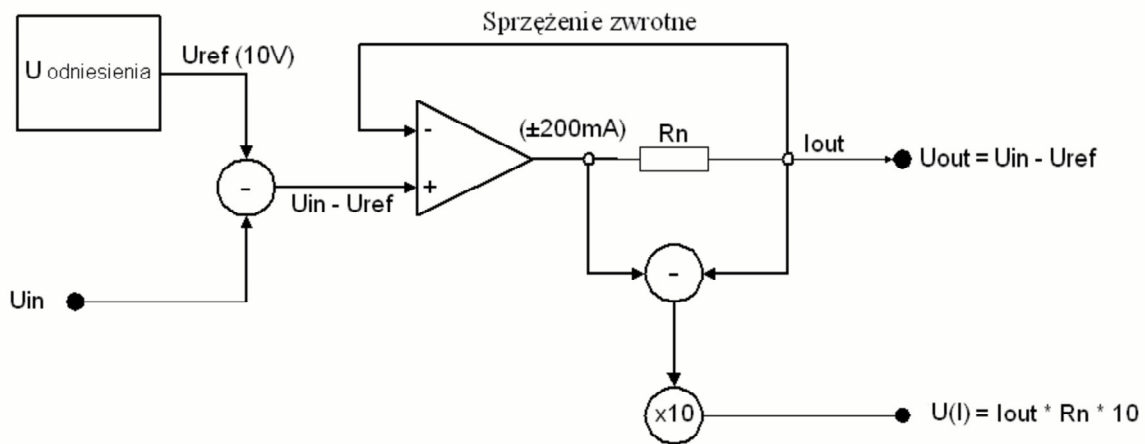 Sprzężenie zwrotne
Uref (10V)
U odniesienia
-
(±200mA)
Rn
Iout
Uout = Uin - Uref
-
+
Uin - Uref
-
Uin
x10
U(I) = Iout * Rn * 10